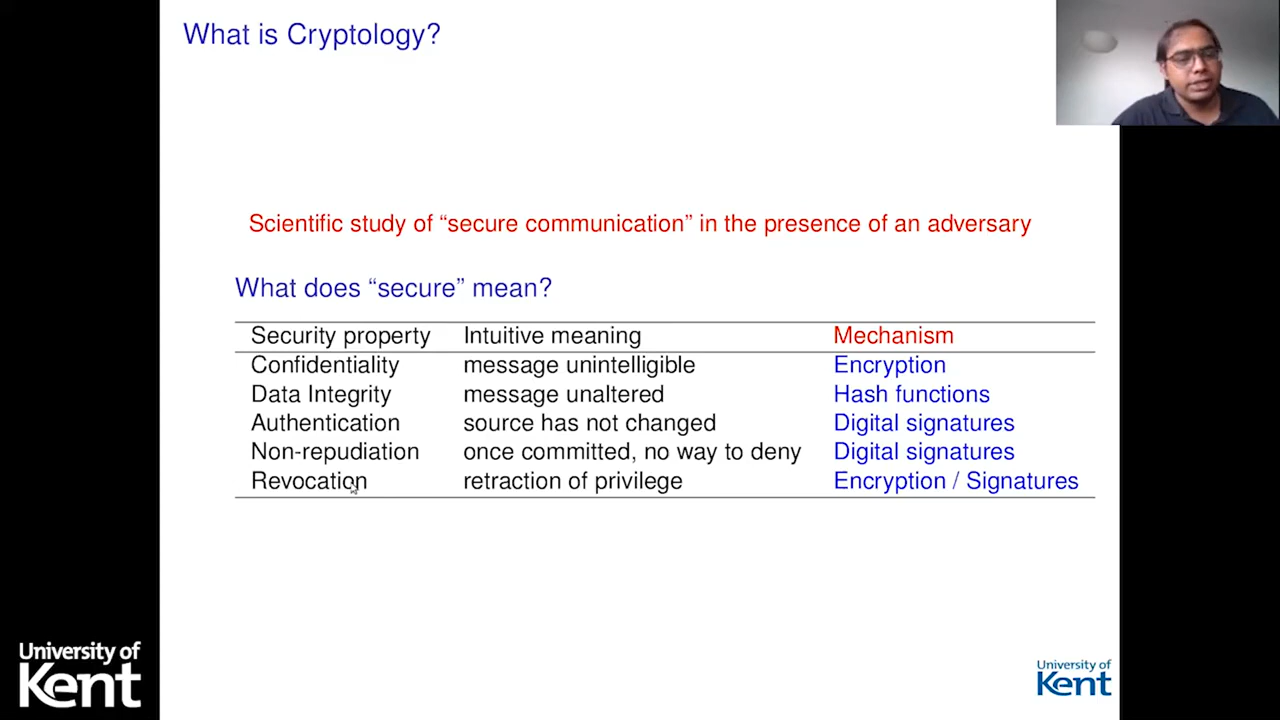 What is Cryptology?
Scientific study of “secure communication” in the presence of an adversary
What does “secure” mean?
Security property Intuitive meaning Mechanism
Confidentiality message unintelligible Encryption
Data Integrity message unaltered Hash functions
Authentication source has not changed Digital signatures
Non-repudiation once committed, no way to deny Digital signatures
Revocation retraction of privilege Encryption / Signatures
University of
Kent
University of
Kent